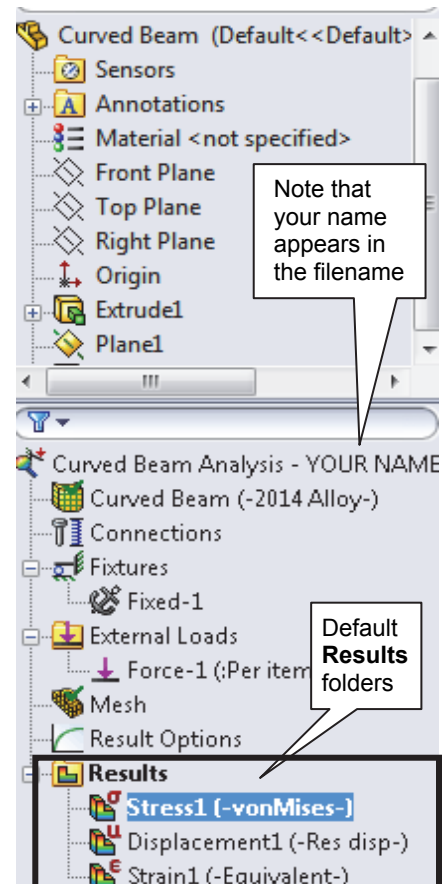 Curved Beam (Default<<Default>
Sensors
A Annotations
Material <not specified>
Front Plane
Top Plane
Right Plane
Origin
Extrude1
Plane1
Note that
your name
appears in
the filename
Curved Beam Analysis - YOUR NAME
Curved Beam (-2014 Alloy-)
Connections
Fixtures
Fixed-1
External Loads
Force-1 (:Per item
Mesh
Result Options
Default
Results
folders
Results
σ Stress1 (-vonMises-)
u Displacement1 (-Res disp-)
ε Strain1 (-Equivalent-)